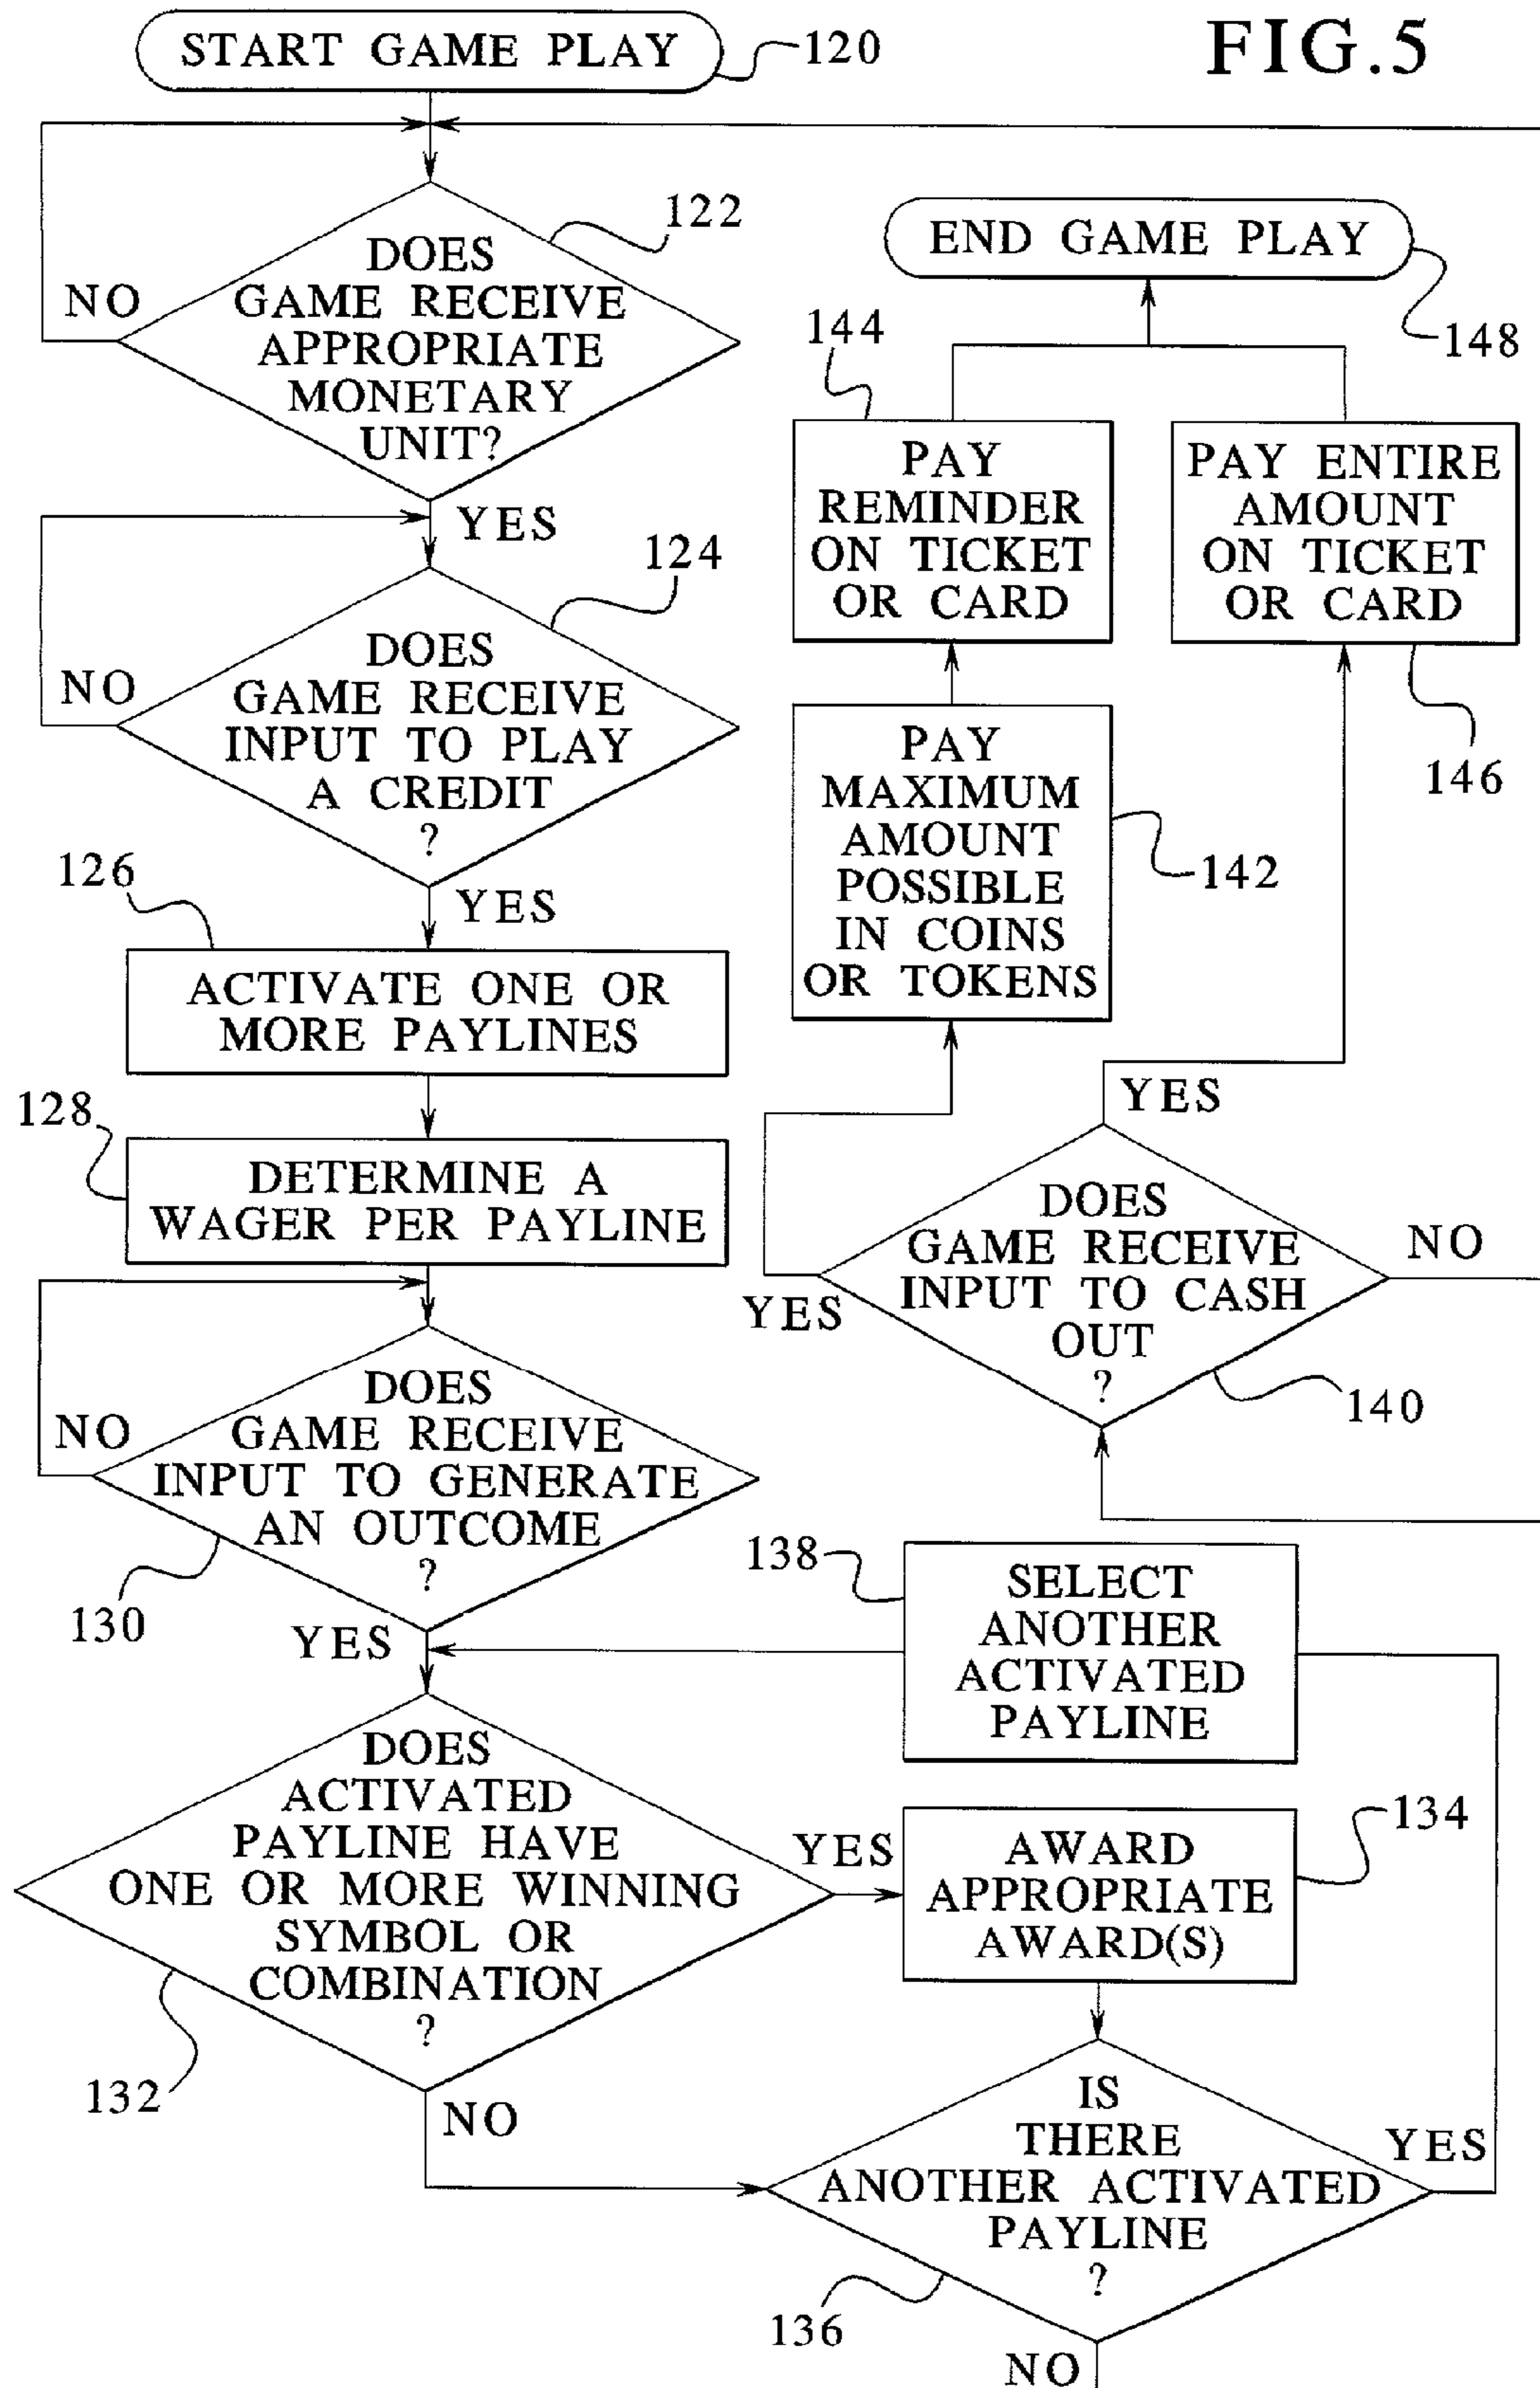 FIG.5
START GAME PLAY
120
122
DOES
GAME RECEIVE
APPROPRIATE
MONETARY
UNIT?
NO
YES
124
DOES
GAME RECEIVE
INPUT TO PLAY
A CREDIT
?
NO
YES
126
ACTIVATE ONE OR
MORE PAYLINES
128
DETERMINE A
WAGER PER PAYLINE
DOES
GAME RECEIVE
INPUT TO GENERATE
AN OUTCOME
?
NO
130
YES
DOES
ACTIVATED
PAYLINE HAVE
ONE OR MORE WINNING
SYMBOL OR
COMBINATION
?
132
YES
NO
AWARD
APPROPRIATE
AWARD(S)
134
IS
THERE
ANOTHER ACTIVATED
PAYLINE
?
136
YES
NO
138
SELECT
ANOTHER
ACTIVATED
PAYLINE
DOES
GAME RECEIVE
INPUT TO CASH
OUT
?
140
NO
YES
YES
PAY
MAXIMUM
AMOUNT
POSSIBLE
IN COINS
OR TOKENS
142
144
PAY
REMINDER
ON TICKET
OR CARD
PAY ENTIRE
AMOUNT
ON TICKET
OR CARD
146
END GAME PLAY
148